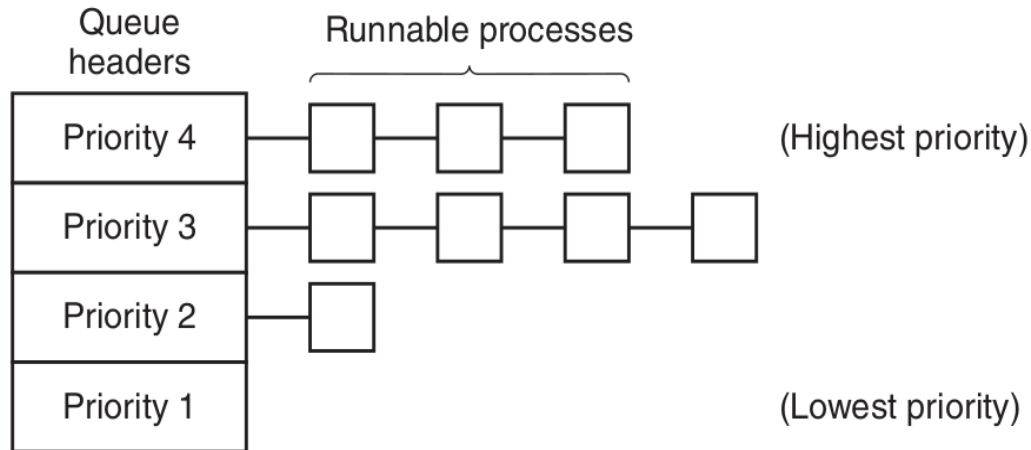 Queue
headers
Runnable processes
Priority 4
(Highest priority)
Priority 3
Priority 2
Priority 1
(Lowest priority)